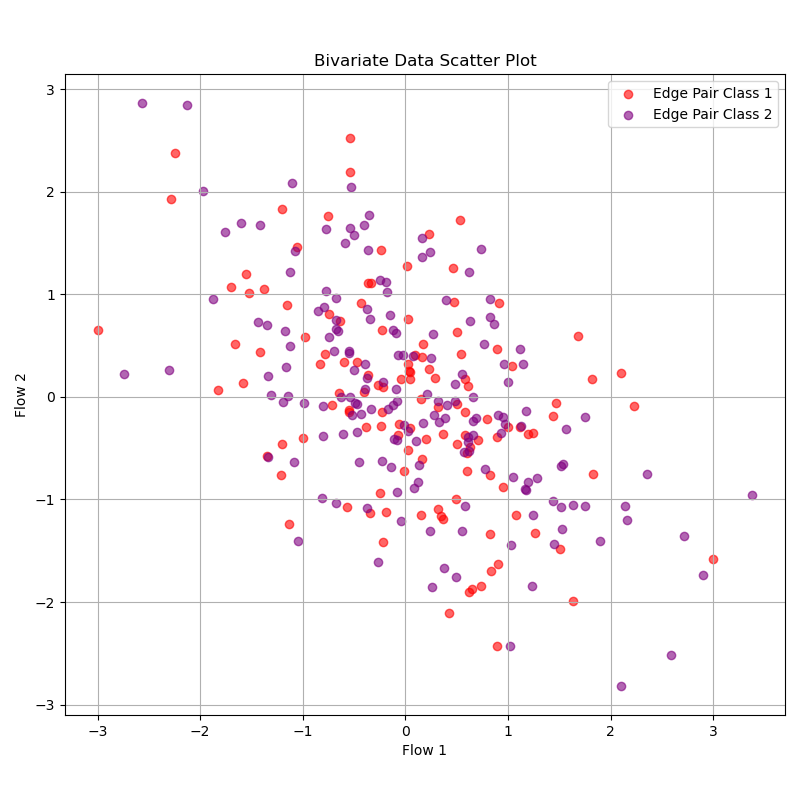 Bivariate Data Scatter Plot
Edge Pair Class 1
Edge Pair Class 2
3
2
1
0
−1
−2
−3
Flow 2
−3 −2 −1 0 1 2 3
Flow 1